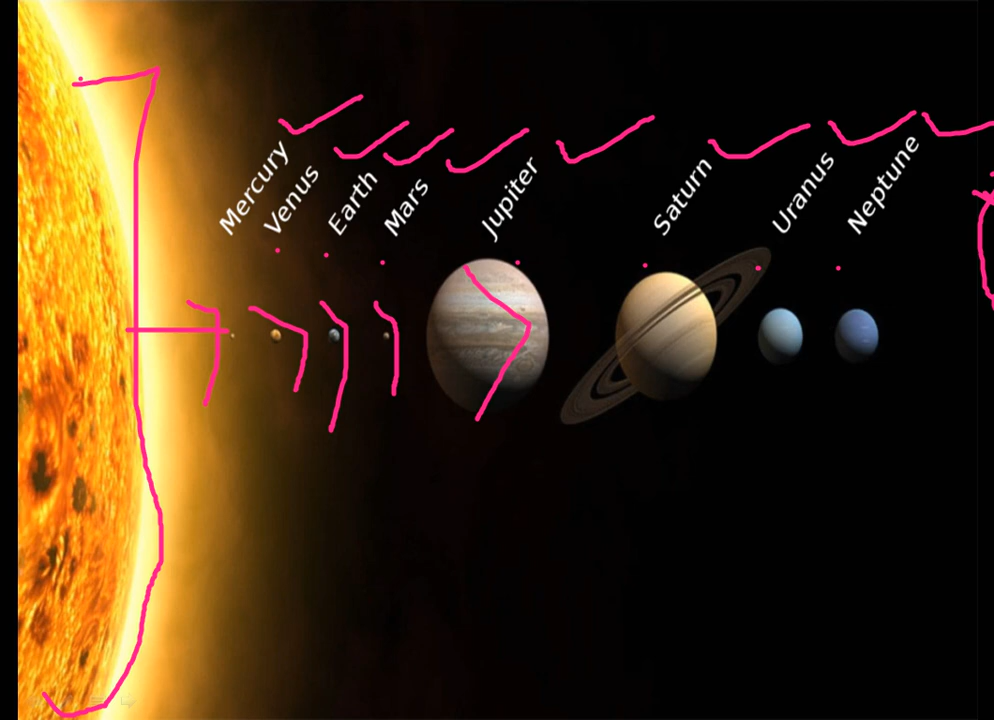 Mercury
Venus
Earth
Mars
Jupiter
Saturn
Uranus
Neptune